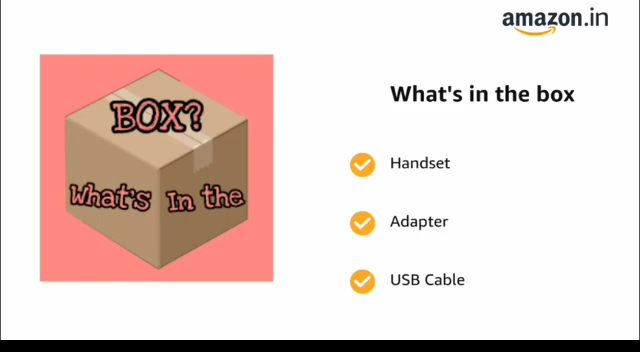 amazon.in
BOX?
What's In the
What's in the box
Handset
Adapter
USB Cable